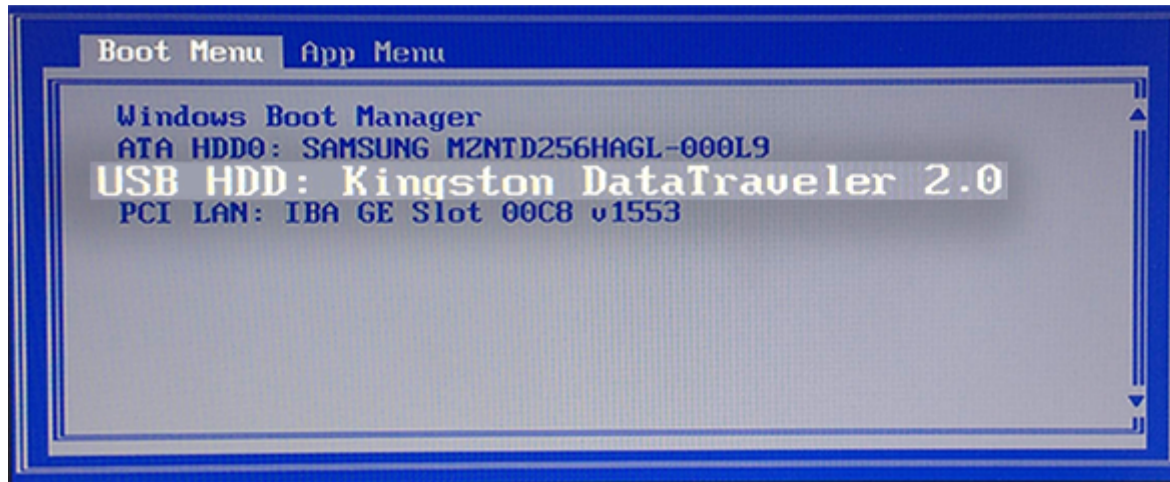 Boot Menu App Menu
Windows Boot Manager
ATA HDD0: SAMSUNG MZNTD256HAGL-000L9
USB HDD: Kingston DataTraveler 2.0
PCI LAN: IBA GE Slot 00C8 v1553